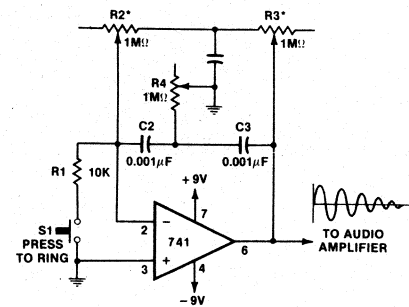 R2*
1MΩ
R3*
1MΩ
R4
1MΩ
C2
0.001μF
C3
0.001μF
R1
10K
+9V
S1
PRESS
TO RING
2
3
741
7
4
6
-9V
TO AUDIO
AMPLIFIER